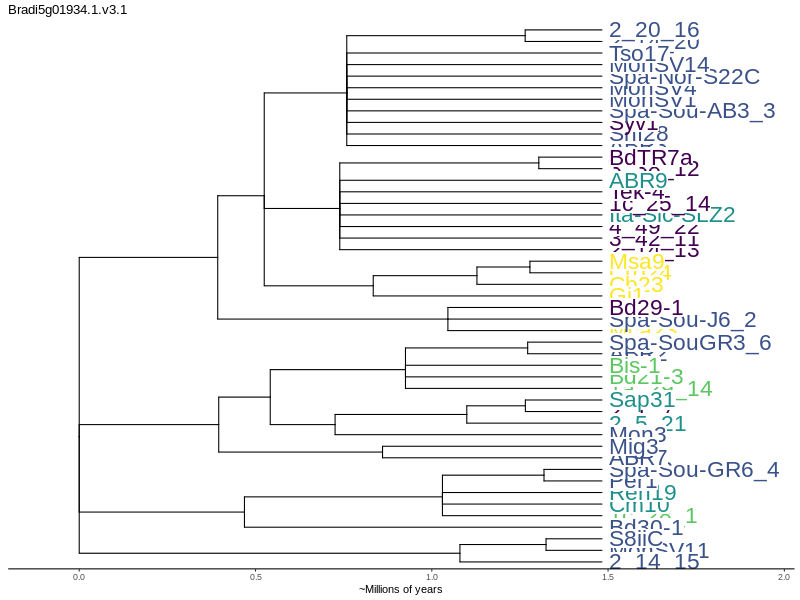 Bradi5g01934.1.v3.1
2_20_16
Tso17
MonSV14
Spa-Nor-S22C
MonSV4
MonSV1
Spa-Sou-AB3_3
Syv1
BdTR7a
ABR9
Tek-4
1c_25_14
Ita-Sic-SLZ2
4_49_22
3_42_11
Msa9
Gi1
Bd29-1
Spa-Sou-J6_2
Spa-SouGR3_6
ABR2
Bis-1
Bd21-3
Sap31
2_5_21
Mon3
Mig3
ABR7
Spa-Sou-GR6_4
Per1
Ren19
Cm10
Bd30-1
S8iiC
MonSV11
2_14_15
0.0 0.5 1.0 1.5 2.0
~Millions of years